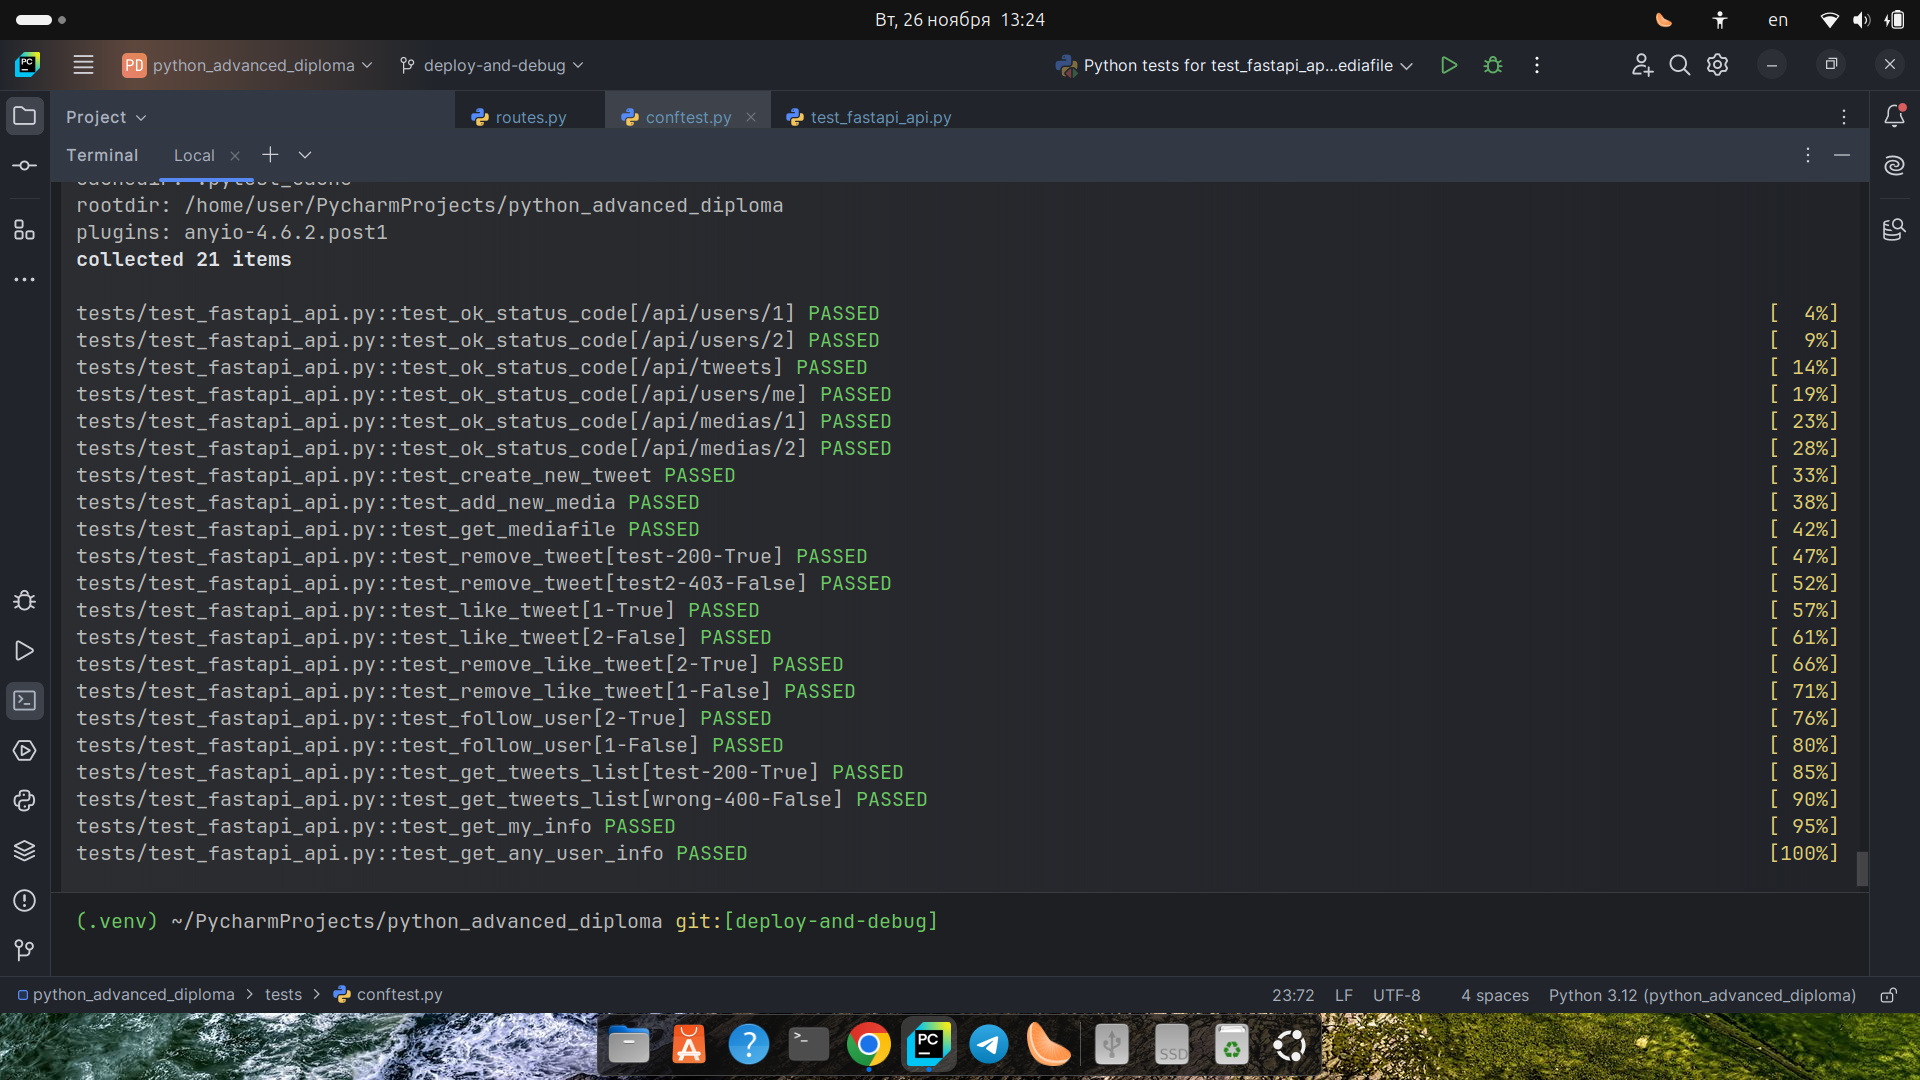 Вт, 26 ноября 13:24
en
PC
PD python_advanced_diploma
deploy-and-debug
Python tests for test_fastapi_ap...ediafile
Project
routes.py
conftest.py
test_fastapi_api.py
Terminal
Local
cachedir: .pytest_cache
rootdir: /home/user/PycharmProjects/python_advanced_diploma
plugins: anyio-4.6.2.post1
collected 21 items
tests/test_fastapi_api.py::test_ok_status_code[/api/users/1] PASSED [  4%]
tests/test_fastapi_api.py::test_ok_status_code[/api/users/2] PASSED [  9%]
tests/test_fastapi_api.py::test_ok_status_code[/api/tweets] PASSED [ 14%]
tests/test_fastapi_api.py::test_ok_status_code[/api/users/me] PASSED [ 19%]
tests/test_fastapi_api.py::test_ok_status_code[/api/medias/1] PASSED [ 23%]
tests/test_fastapi_api.py::test_ok_status_code[/api/medias/2] PASSED [ 28%]
tests/test_fastapi_api.py::test_create_new_tweet PASSED [ 33%]
tests/test_fastapi_api.py::test_add_new_media PASSED [ 38%]
tests/test_fastapi_api.py::test_get_mediafile PASSED [ 42%]
tests/test_fastapi_api.py::test_remove_tweet[test-200-True] PASSED [ 47%]
tests/test_fastapi_api.py::test_remove_tweet[test2-403-False] PASSED [ 52%]
tests/test_fastapi_api.py::test_like_tweet[1-True] PASSED [ 57%]
tests/test_fastapi_api.py::test_like_tweet[2-False] PASSED [ 61%]
tests/test_fastapi_api.py::test_remove_like_tweet[2-True] PASSED [ 66%]
tests/test_fastapi_api.py::test_remove_like_tweet[1-False] PASSED [ 71%]
tests/test_fastapi_api.py::test_follow_user[2-True] PASSED [ 76%]
tests/test_fastapi_api.py::test_follow_user[1-False] PASSED [ 80%]
tests/test_fastapi_api.py::test_get_tweets_list[test-200-True] PASSED [ 85%]
tests/test_fastapi_api.py::test_get_tweets_list[wrong-400-False] PASSED [ 90%]
tests/test_fastapi_api.py::test_get_my_info PASSED [ 95%]
tests/test_fastapi_api.py::test_get_any_user_info PASSED [100%]
(.venv) ~/PycharmProjects/python_advanced_diploma git:[deploy-and-debug]
python_advanced_diploma > tests > conftest.py
23:72 LF UTF-8 4 spaces Python 3.12 (python_advanced_diploma)
PC
SSD